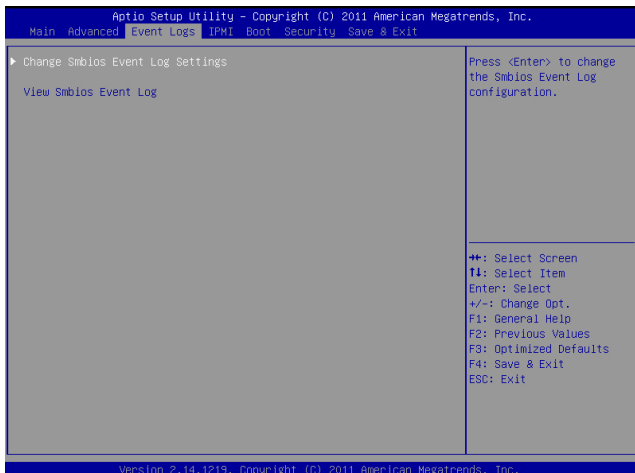 Aptio Setup Utility – Copyright (C) 2011 American Megatrends, Inc.
Main Advanced Event Logs IPMI Boot Security Save & Exit
▶ Change Smbios Event Log Settings
View Smbios Event Log
Press <Enter> to change
the Smbios Event Log
configuration.
→←: Select Screen
↑↓: Select Item
Enter: Select
+/-: Change Opt.
F1: General Help
F2: Previous Values
F3: Optimized Defaults
F4: Save & Exit
ESC: Exit
Version 2.14.1219. Copyright (C) 2011 American Megatrends, Inc.